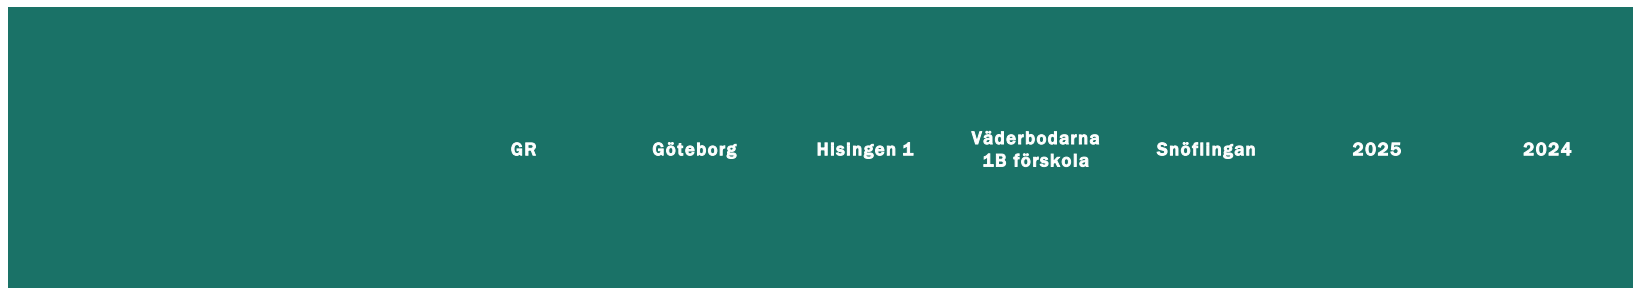 GR Göteborg Hisingen 1 Väderbodarna 1B förskola Snöflingan 2025 2024